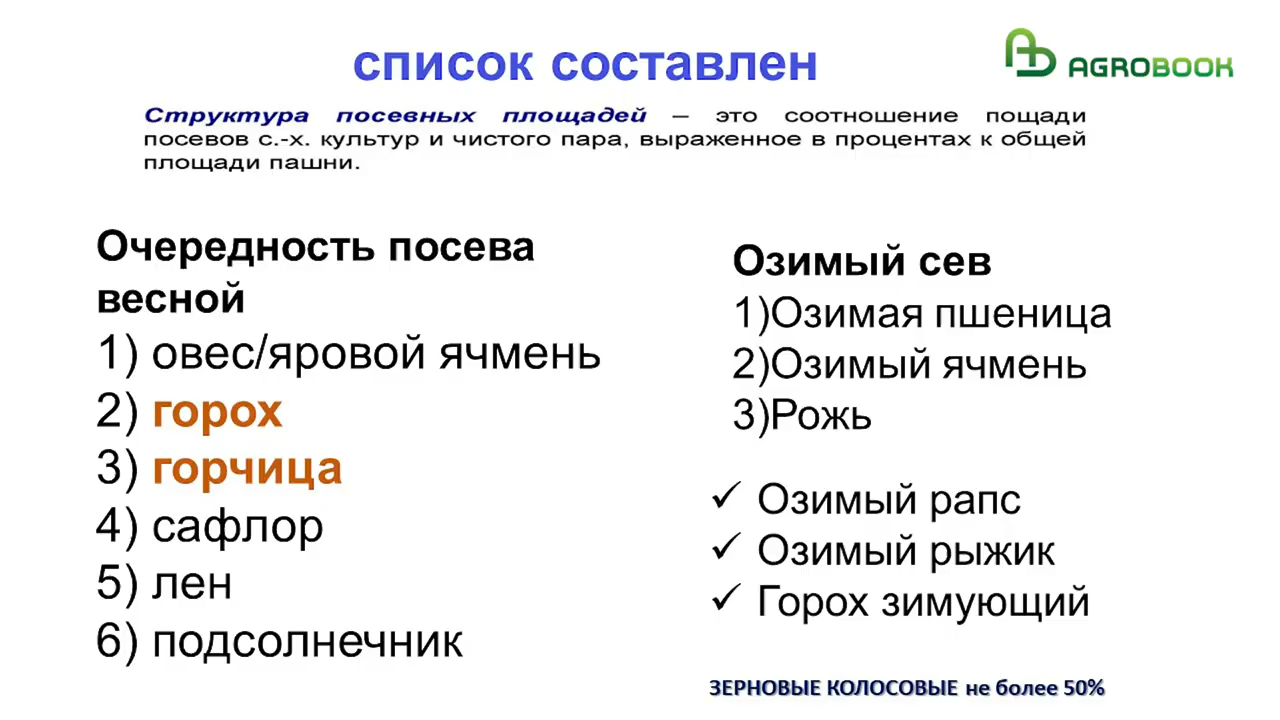 список составлен
AGROBOOK
Структура посевных площадей – это соотношение пощади
посевов с.-х. культур и чистого пара, выраженное в процентах к общей
площади пашни.
Очередность посева
весной
1) овес/яровой ячмень
2) горох
3) горчица
4) сафлор
5) лен
6) подсолнечник
Озимый сев
1)Озимая пшеница
2)Озимый ячмень
3)Рожь
✓ Озимый рапс
✓ Озимый рыжик
✓ Горох зимующий
ЗЕРНОВЫЕ КОЛОСОВЫЕ не более 50%